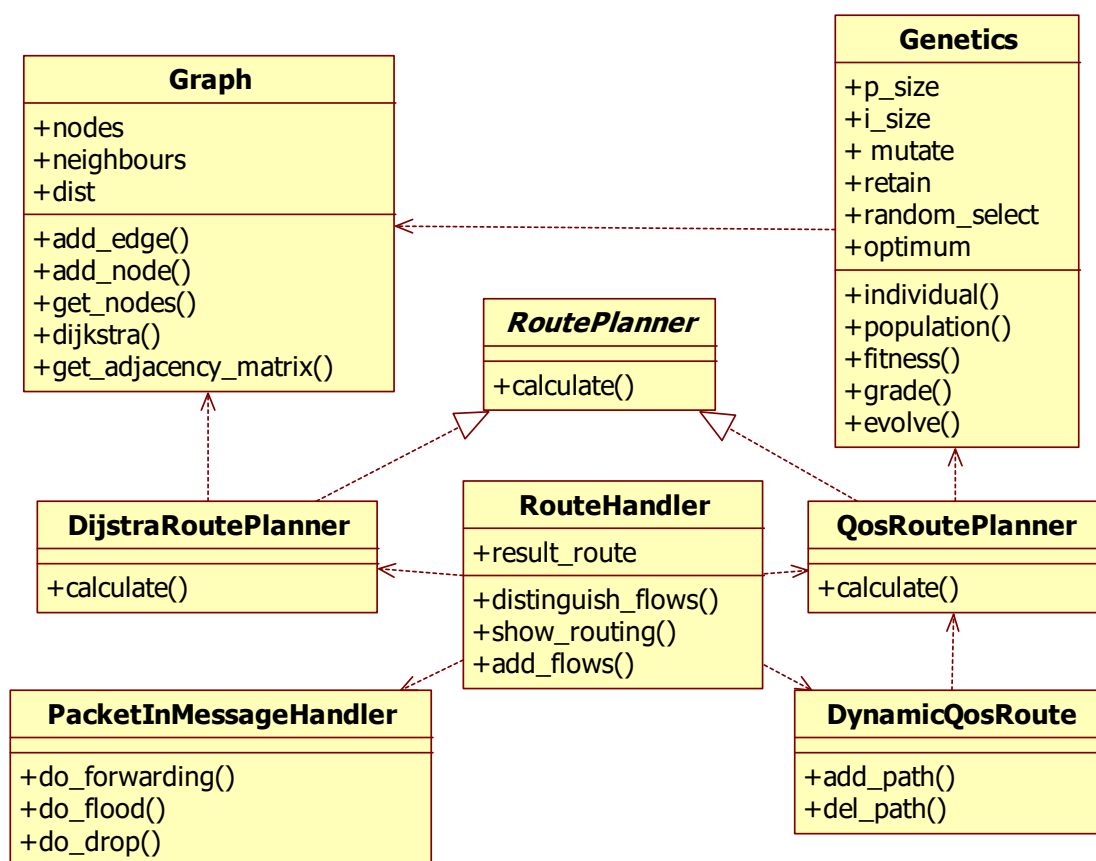 Graph
+nodes
+neighbours
+dist
+add_edge()
+add_node()
+get_nodes()
+dijkstra()
+get_adjacency_matrix()
Genetics
+p_size
+i_size
+ mutate
+retain
+random_select
+optimum
+individual()
+population()
+fitness()
+grade()
+evolve()
RoutePlanner
+calculate()
DijstraRoutePlanner
+calculate()
RouteHandler
+result_route
+distinguish_flows()
+show_routing()
+add_flows()
QosRoutePlanner
+calculate()
PacketInMessageHandler
+do_forwarding()
+do_flood()
+do_drop()
DynamicQosRoute
+add_path()
+del_path()